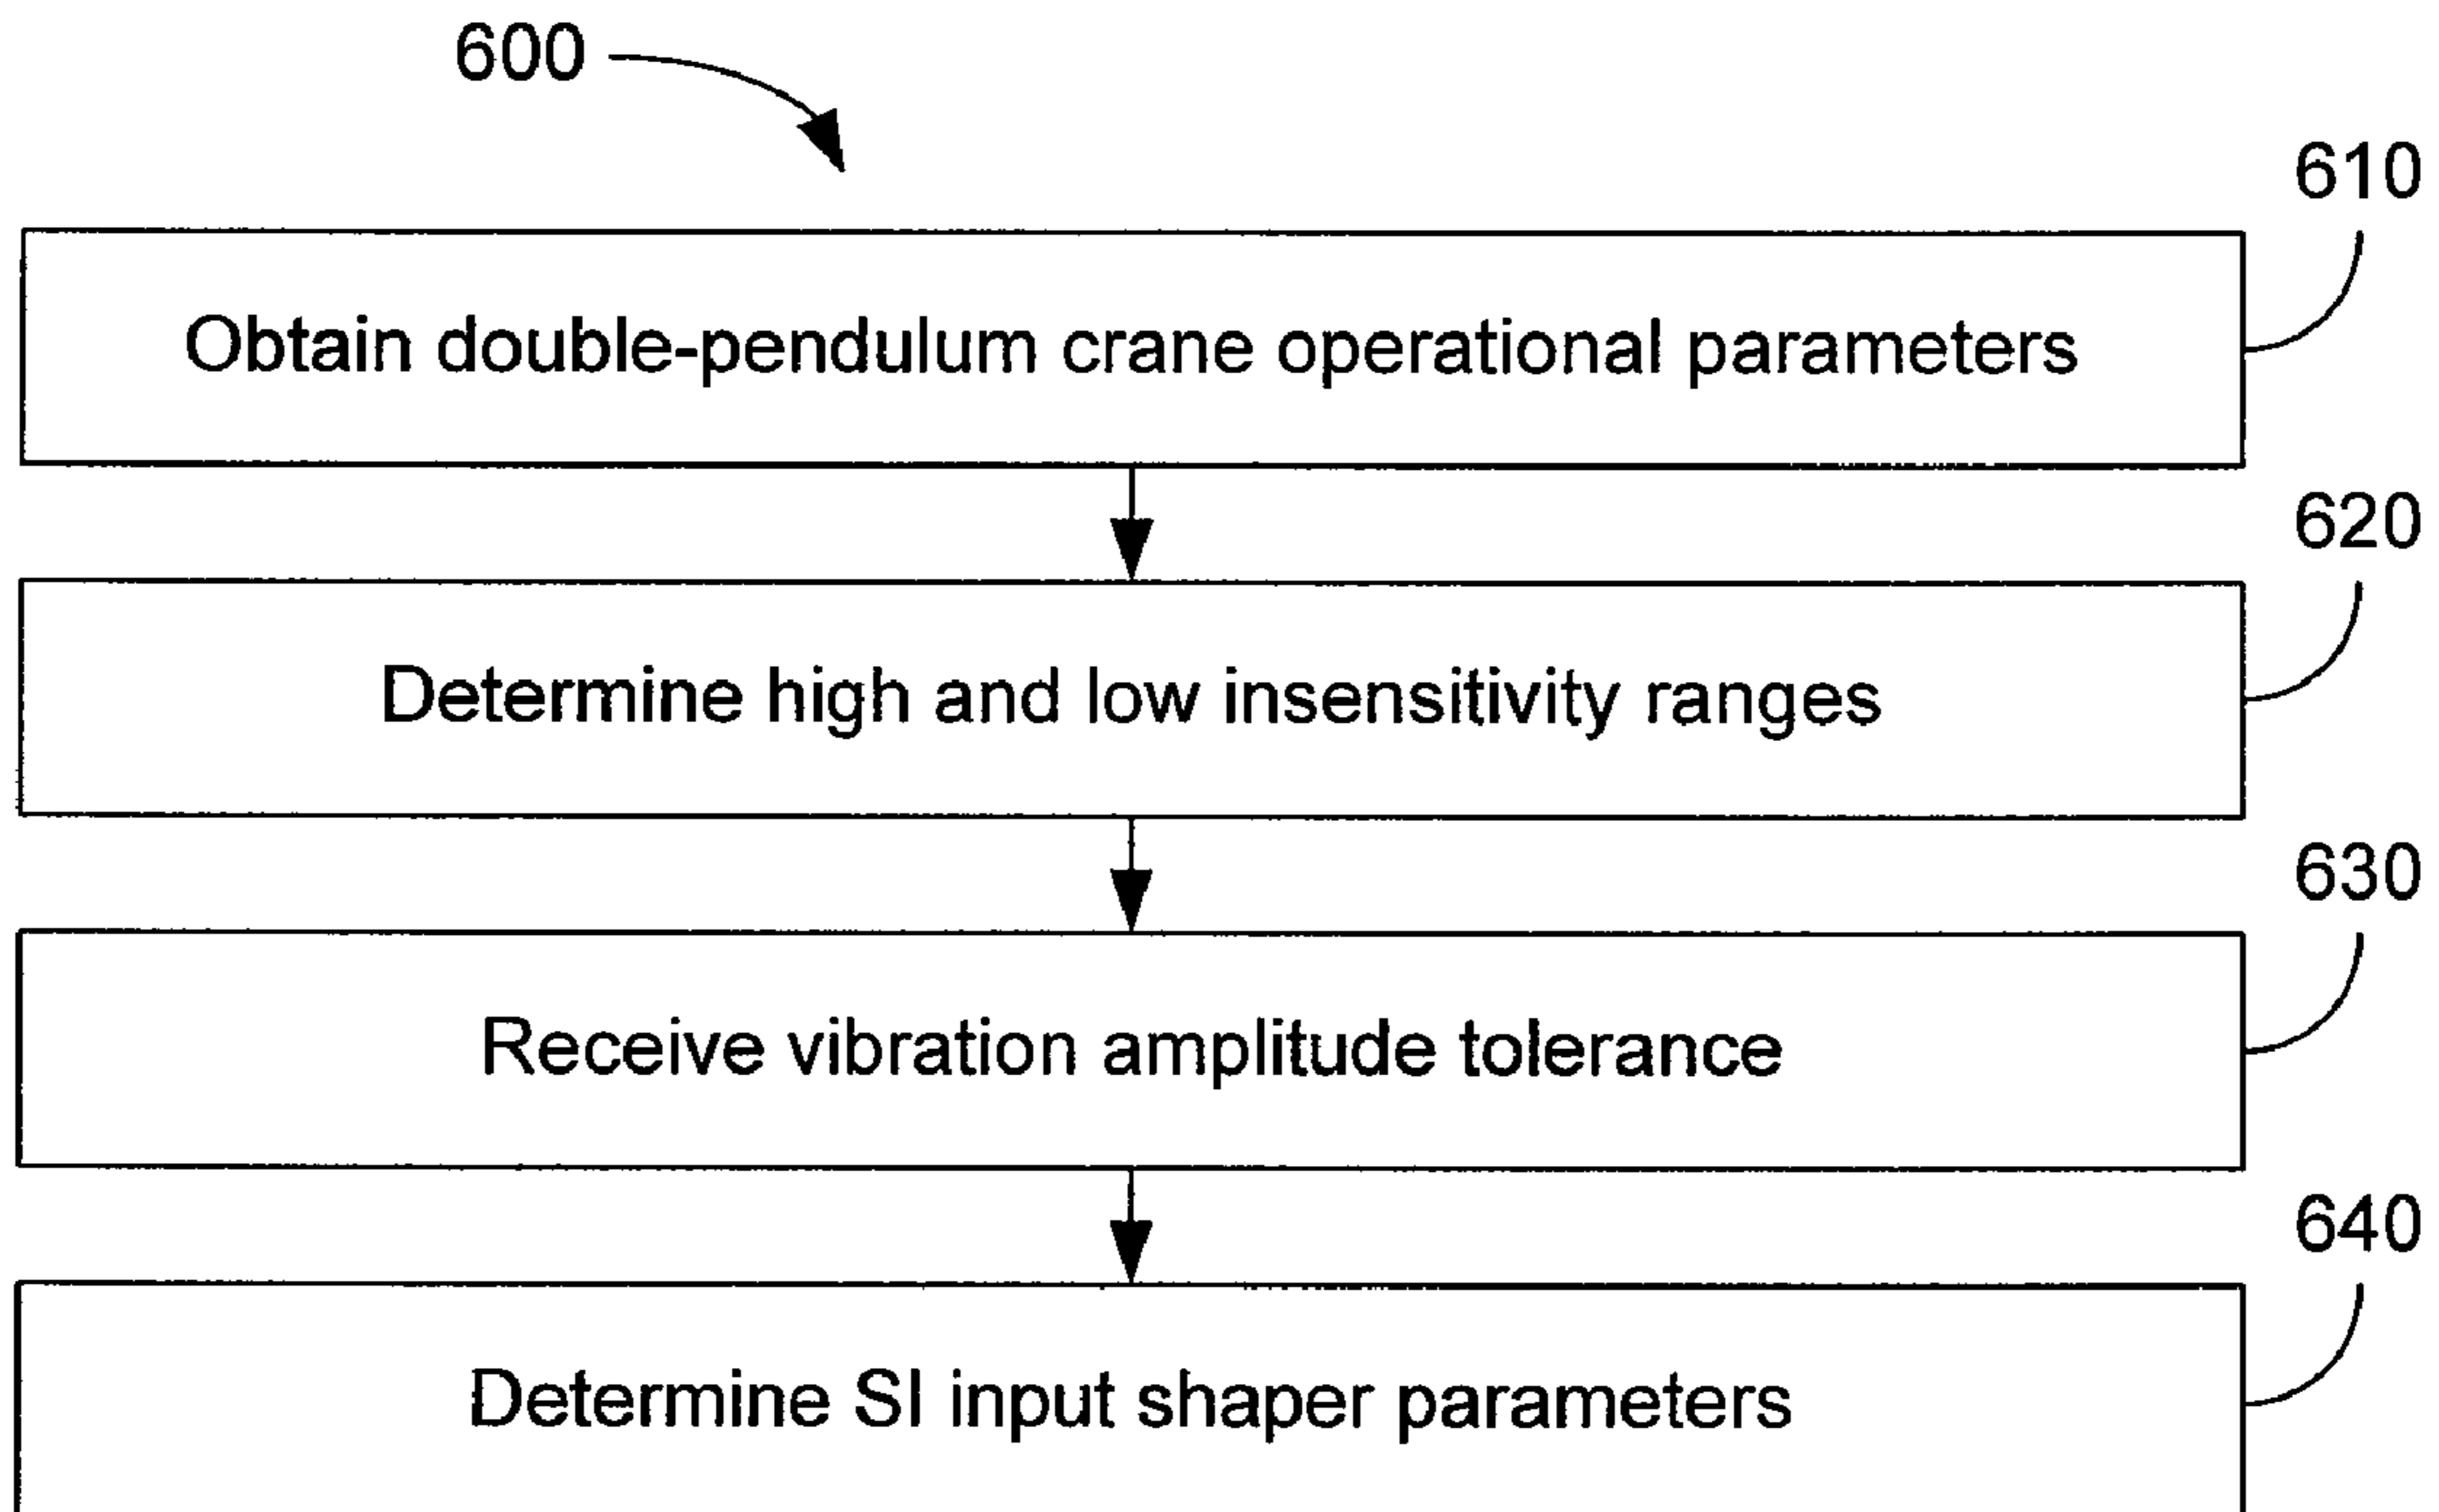 600
610
Obtain double-pendulum crane operational parameters
620
Determine high and low insensitivity ranges
630
Receive vibration amplitude tolerance
640
Determine SI input shaper parameters